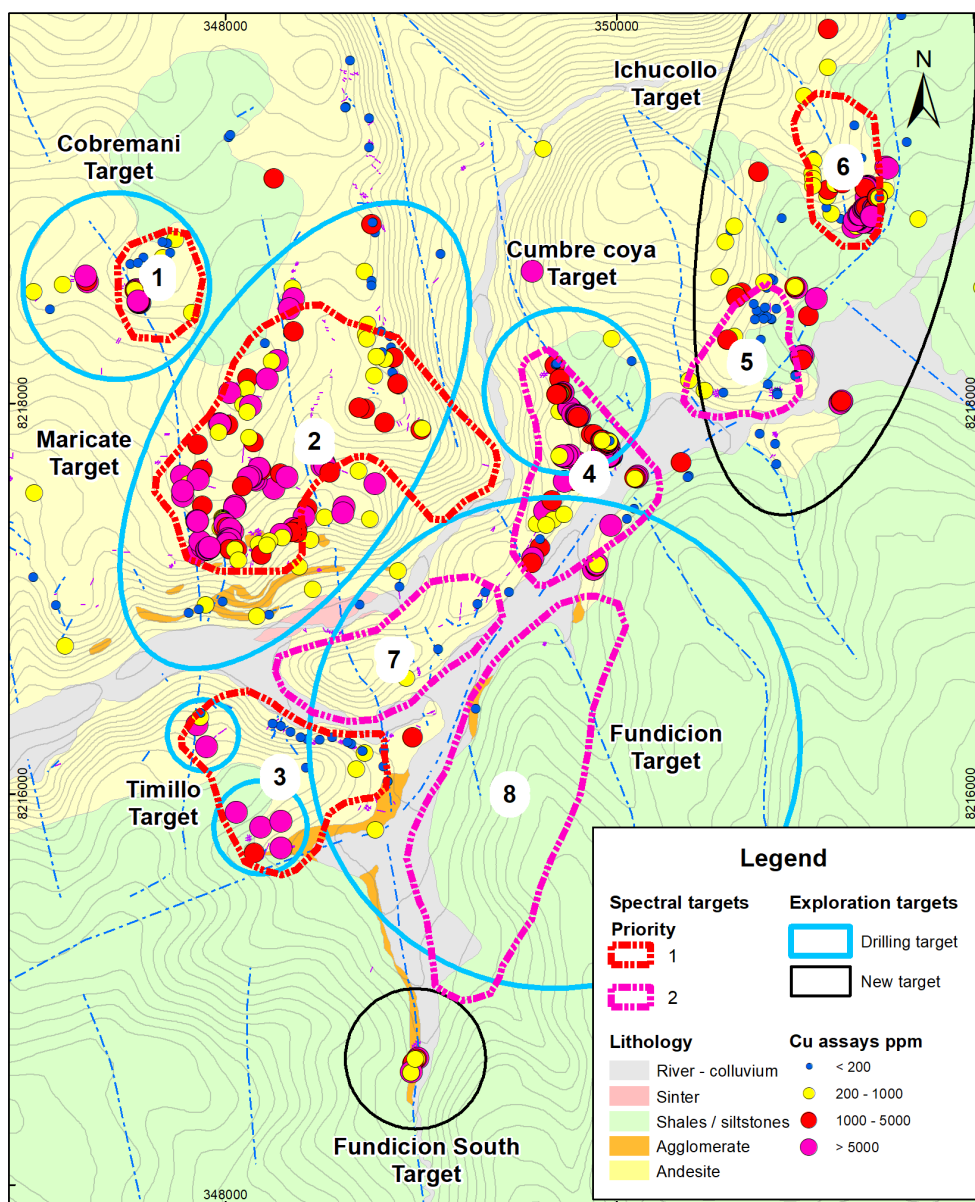 348000
350000
Ichucollo
Target
N
Cobremani
Target
6
Cumbre coya
Target
1
5
8218000
8218000
Maricate
Target
2
4
7
Fundicion
Target
3
8
Timillo
Target
8216000
8216000
Legend
Spectral targets
Priority
1
2
Exploration targets
Drilling target
New target
Lithology
River - colluvium
Sinter
Shales / siltstones
Agglomerate
Andesite
Cu assays ppm
< 200
200 - 1000
1000 - 5000
> 5000
Fundicion South
Target
348000